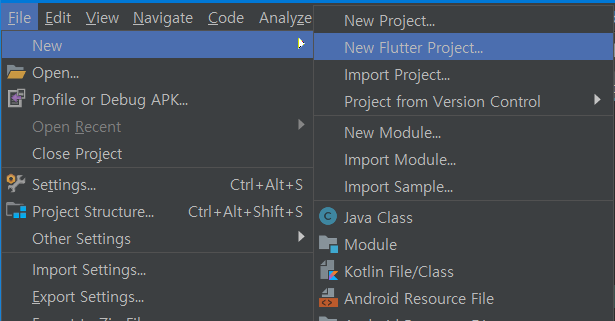 File Edit View Navigate Code Analyze
New
Open...
Profile or Debug APK...
Open Recent
Close Project
Settings... Ctrl+Alt+S
Project Structure... Ctrl+Alt+Shift+S
Other Settings
Import Settings...
Export Settings...
New Project...
New Flutter Project...
Import Project...
Project from Version Control
New Module...
Import Module...
Import Sample...
Java Class
Module
Kotlin File/Class
Android Resource File